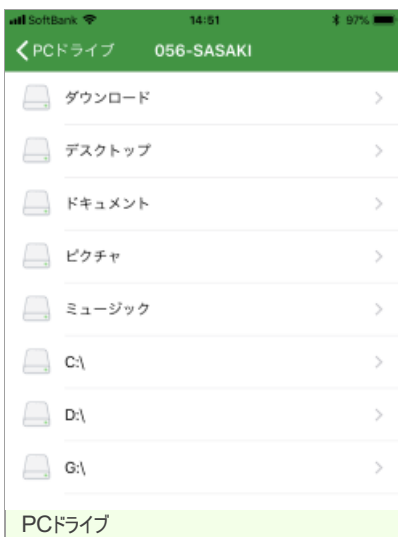 SoftBank 14:51 97%
PCドライブ 056-SASAKI
ダウンロード
デスクトップ
ドキュメント
ピクチャ
ミュージック
C:\
D:\
G:\
PCドライブ